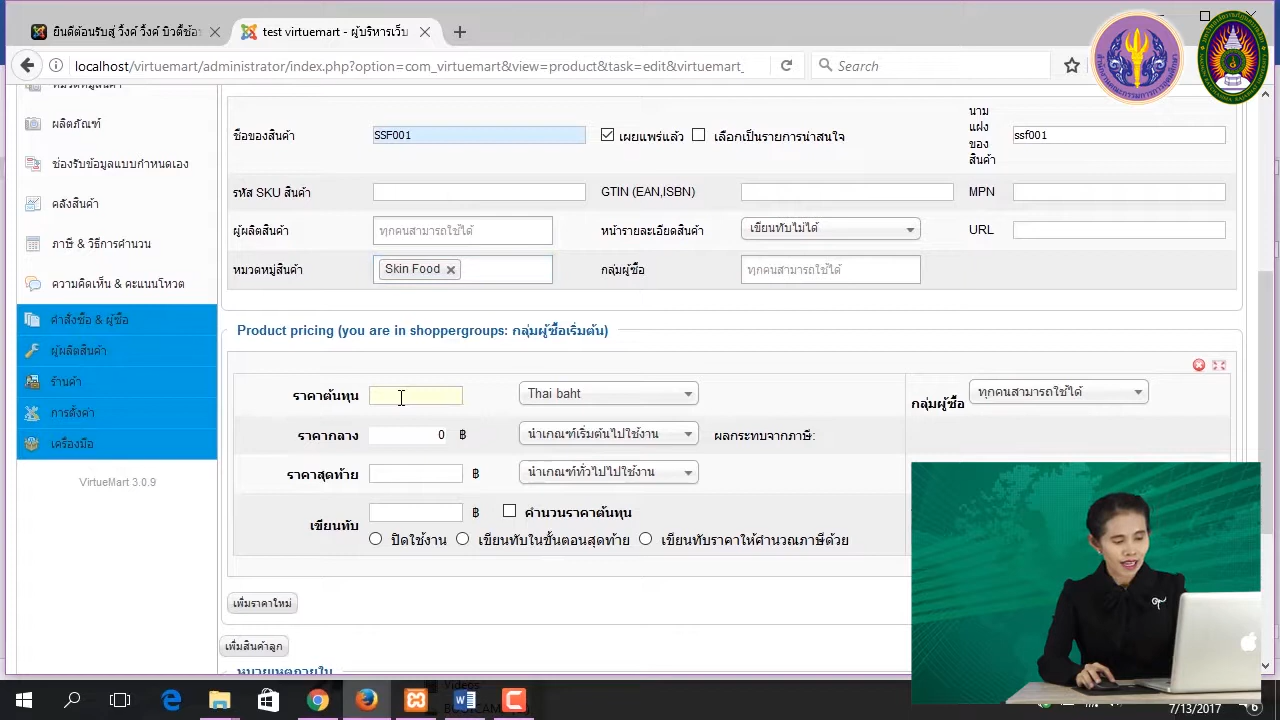 ยินดีต้อนรับสู่ วิ้งค์ วิ้งค์ บิวตี้ช้อป
test virtuemart - ผู้บริหารเว็บ
localhost/virtuemart/administrator/index.php?option=com_virtuemart&view=product&task=edit&virtuemart_
Search
หมวดหมู่สินค้า
ผลิตภัณฑ์
ช่องรับข้อมูลแบบกำหนดเอง
คลังสินค้า
ภาษี & วิธีการคำนวน
ความคิดเห็น & คะแนนโหวต
คำสั่งซื้อ & ผู้ซื้อ
ผู้ผลิตสินค้า
ร้านค้า
การตั้งค่า
เครื่องมือ
VirtueMart 3.0.9
ชื่อของสินค้า SSF001 เผยแพร่แล้ว เลือกเป็นรายการน่าสนใจ
นาม
แฝง
ของ
สินค้า
ssf001
รหัส SKU สินค้า GTIN (EAN,ISBN) MPN
ผู้ผลิตสินค้า ทุกคนสามารถใช้ได้ หน้ารายละเอียดสินค้า เขียนทับไม่ได้ URL
หมวดหมู่สินค้า Skin Food กลุ่มผู้ซื้อ ทุกคนสามารถใช้ได้
Product pricing (you are in shoppergroups: กลุ่มผู้ซื้อเริ่มต้น)
ราคาต้นทุน Thai baht กลุ่มผู้ซื้อ ทุกคนสามารถใช้ได้
ราคากลาง 0 ฿ นำเกณฑ์เริ่มต้นไปใช้งาน ผลกระทบจากภาษี:
ราคาสุดท้าย ฿ นำเกณฑ์ทั่วไปไปใช้งาน
เขียนทับ ฿ คำนวนราคาต้นทุน
ปิดใช้งาน เขียนทับในขั้นตอนสุดท้าย เขียนทับราคาให้คำนวณภาษีด้วย
เพิ่มราคาใหม่
เพิ่มสินค้าลูก
หมายเหตุภายใน
Videos
7/13/2017